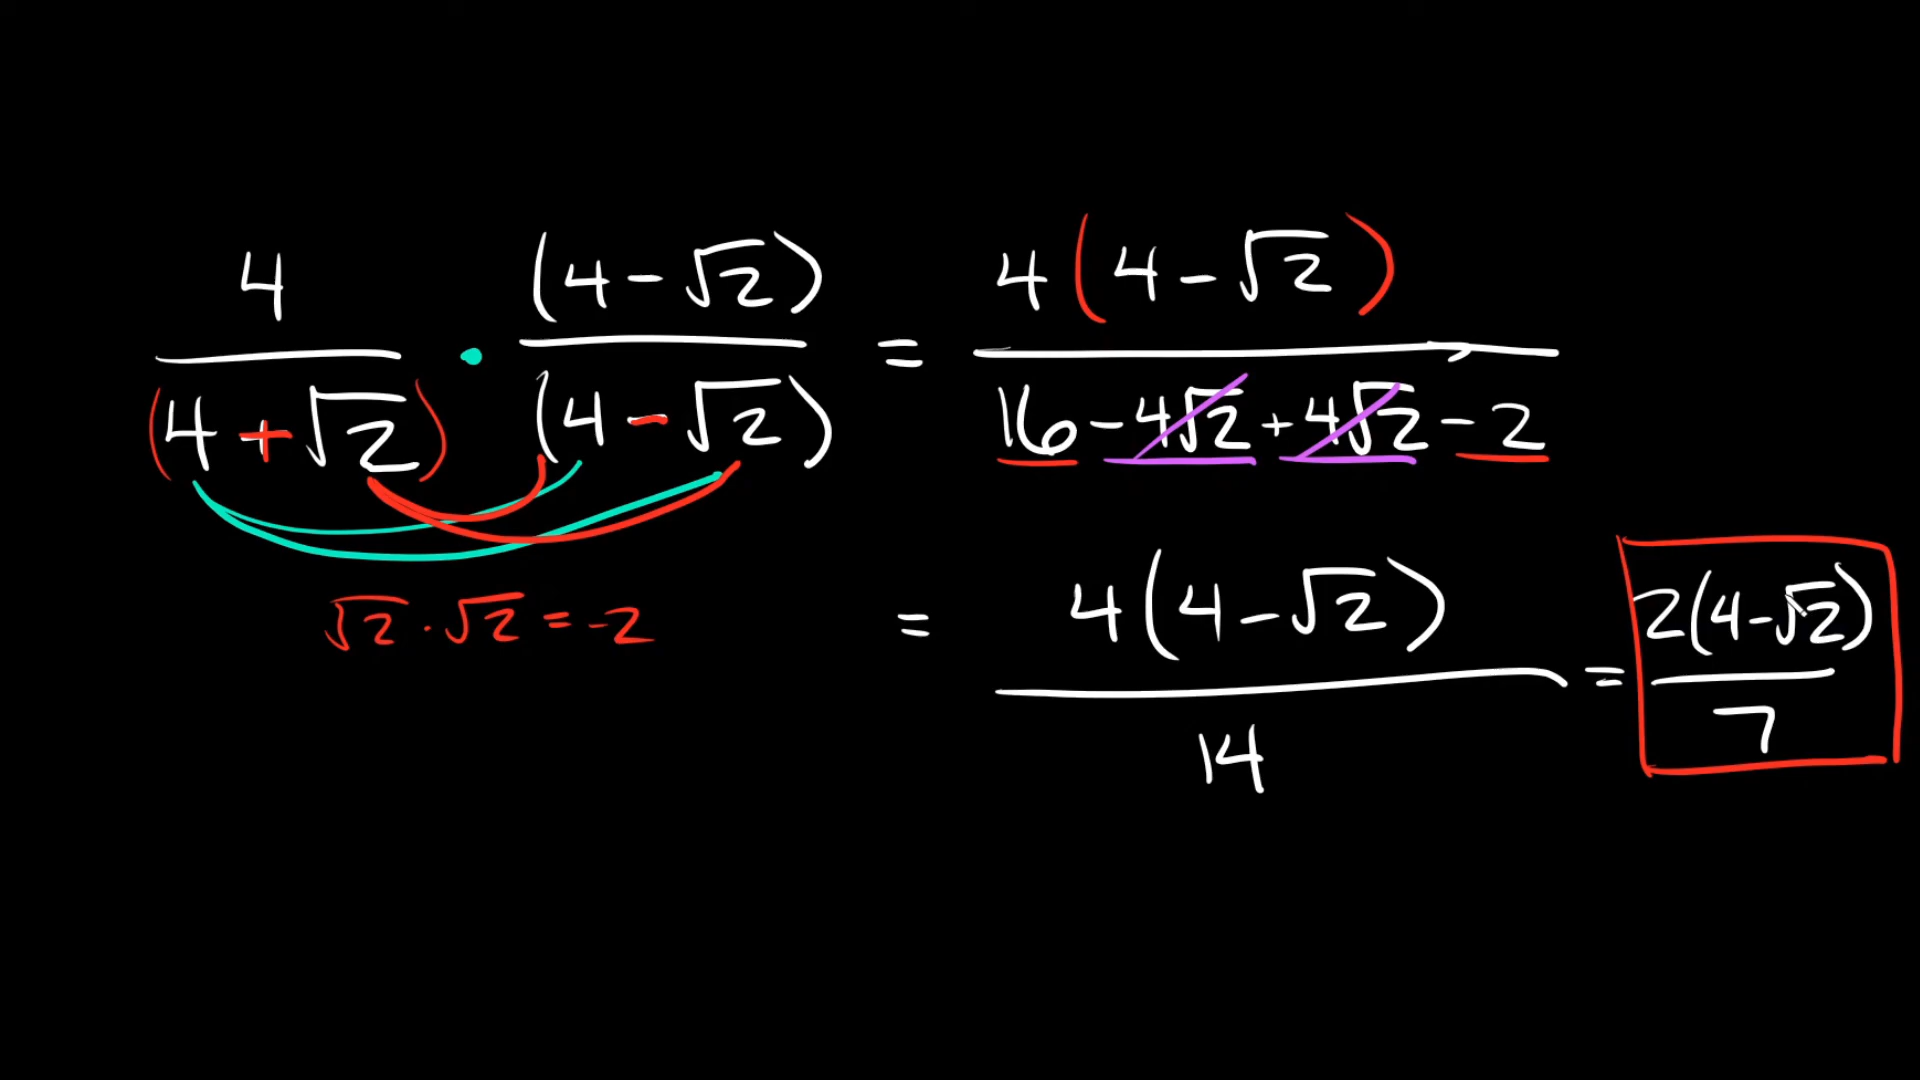 4/(4+√2) · (4-√2)/(4-√2) = 4(4-√2)/(16-4√2+4√2-2)
√2·√2=-2
= 4(4-√2)/14 = 2(4-√2)/7